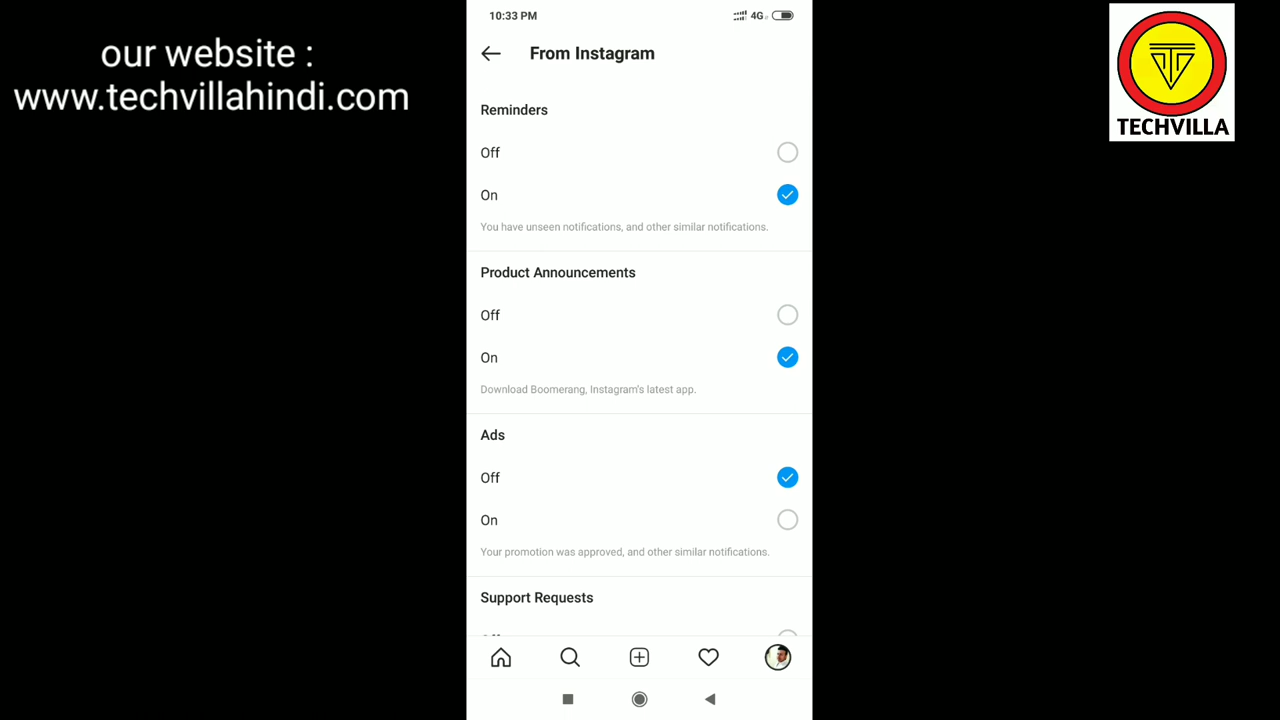 our website :
www.techvillahindi.com
10:33 PM
4G
From Instagram
Reminders
Off
On
You have unseen notifications, and other similar notifications.
Product Announcements
Off
On
Download Boomerang, Instagram's latest app.
Ads
Off
On
Your promotion was approved, and other similar notifications.
Support Requests
TECHVILLA